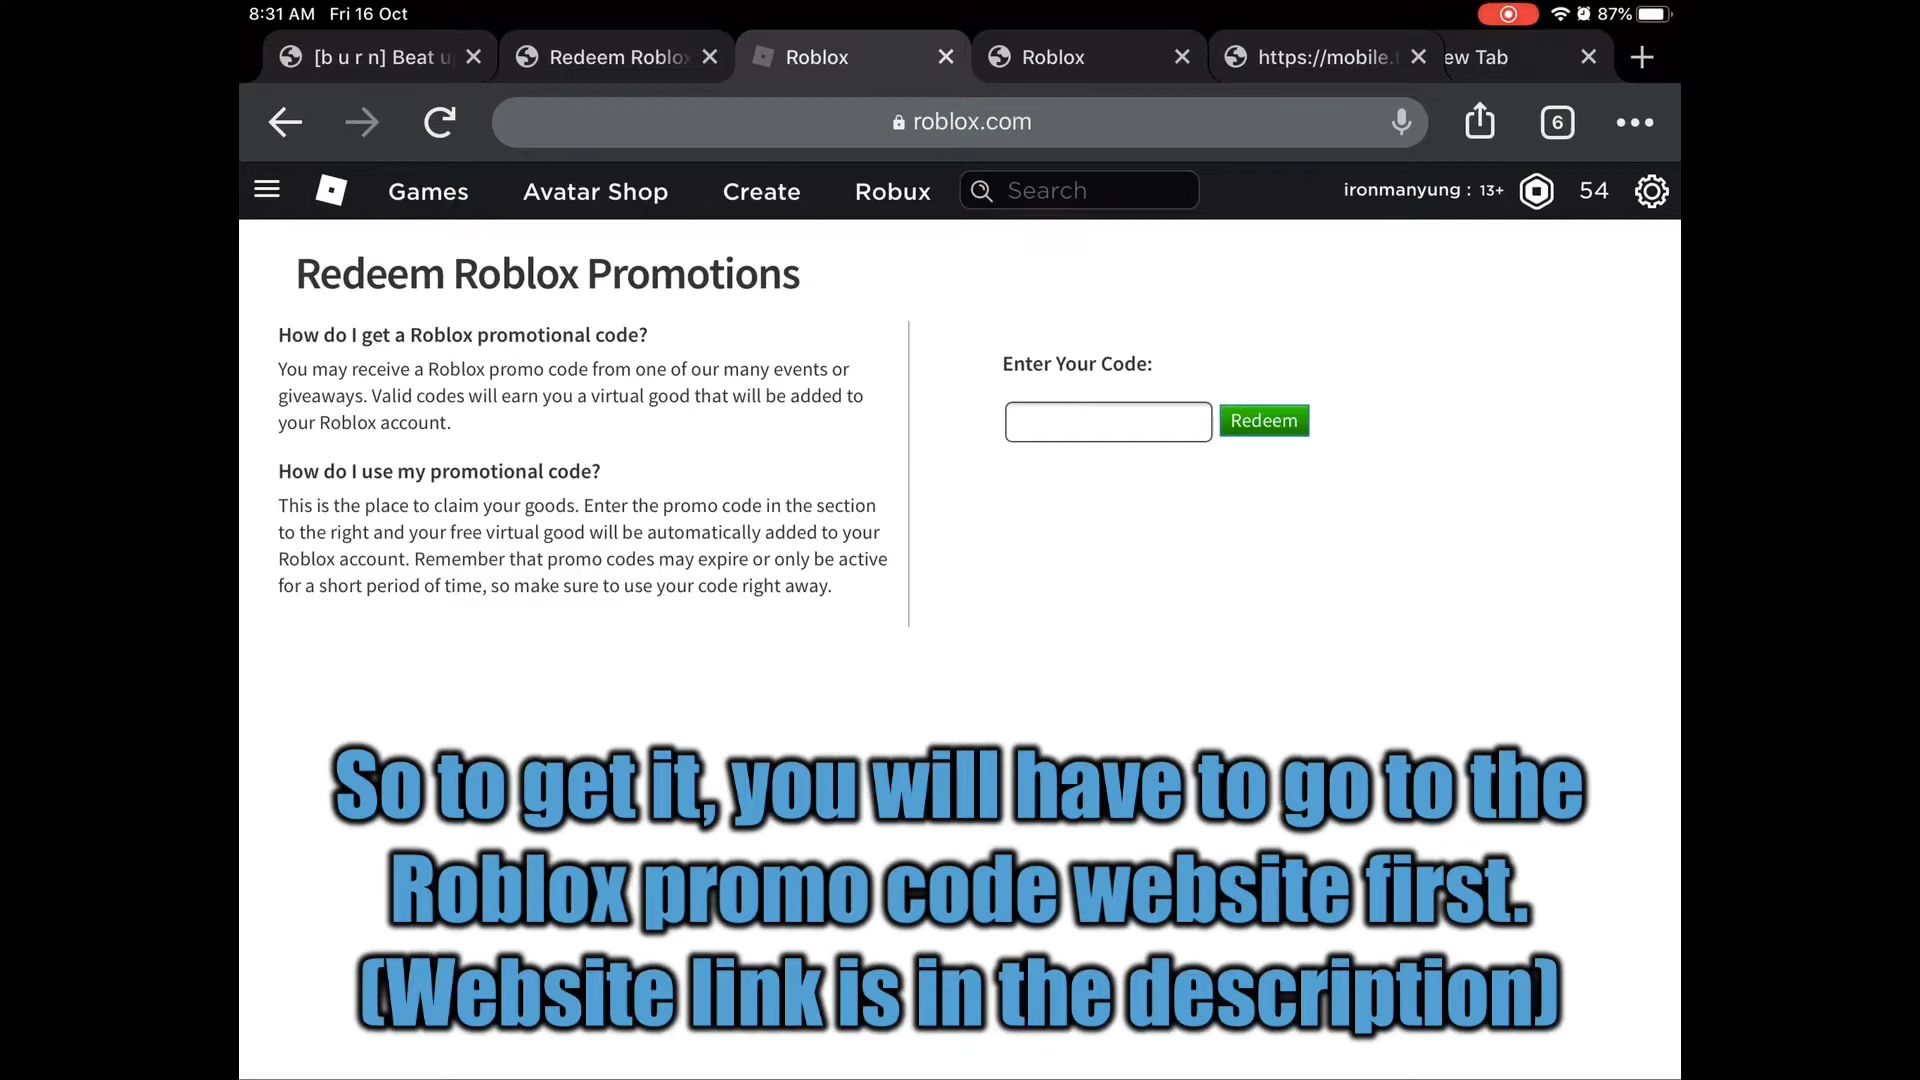 8:31 AM Fri 16 Oct
87%
[b u r n] Beat u
Redeem Roblox
Roblox
Roblox
https://mobile.
ew Tab
roblox.com
6
Games
Avatar Shop
Create
Robux
Search
ironmanyung : 13+
54
Redeem Roblox Promotions
How do I get a Roblox promotional code?
You may receive a Roblox promo code from one of our many events or
giveaways. Valid codes will earn you a virtual good that will be added to
your Roblox account.
How do I use my promotional code?
This is the place to claim your goods. Enter the promo code in the section
to the right and your free virtual good will be automatically added to your
Roblox account. Remember that promo codes may expire or only be active
for a short period of time, so make sure to use your code right away.
Enter Your Code:
Redeem
So to get it, you will have to go to the
Roblox promo code website first.
(Website link is in the description)